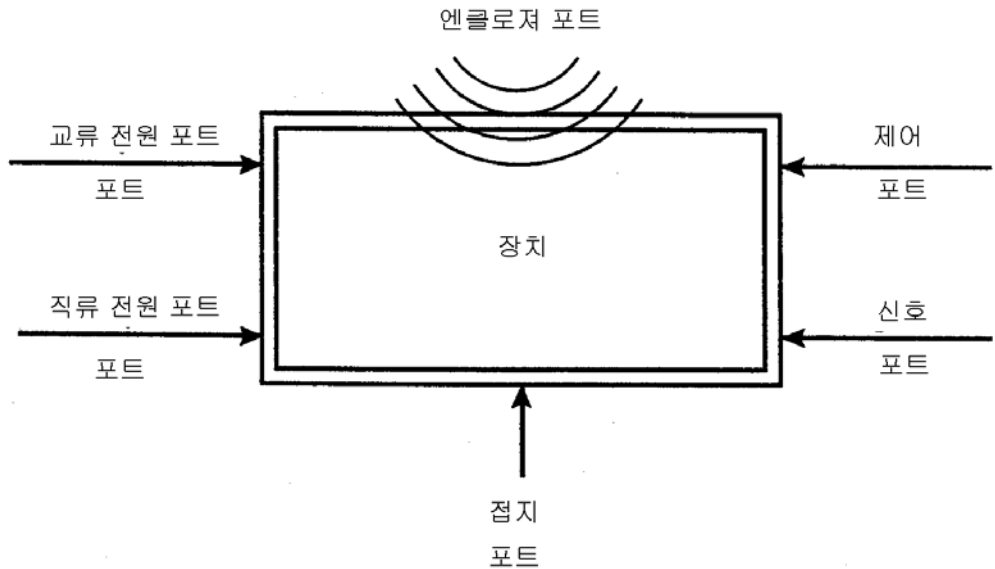 엔클로져 포트
교류 전원 포트
포트
제어
포트
장치
직류 전원 포트
포트
신호
포트
접지
포트